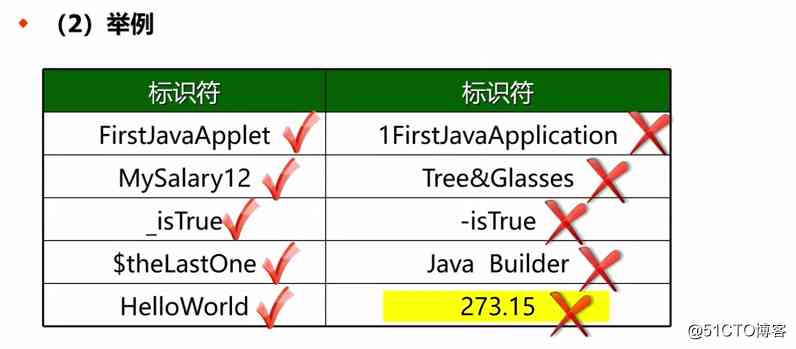 (2) 举例
标识符 标识符
FirstJavaApplet 1FirstJavaApplication
MySalary12 Tree&Glasses
_isTrue -isTrue
$theLastOne Java Builder
HelloWorld 273.15
@51CTO博客